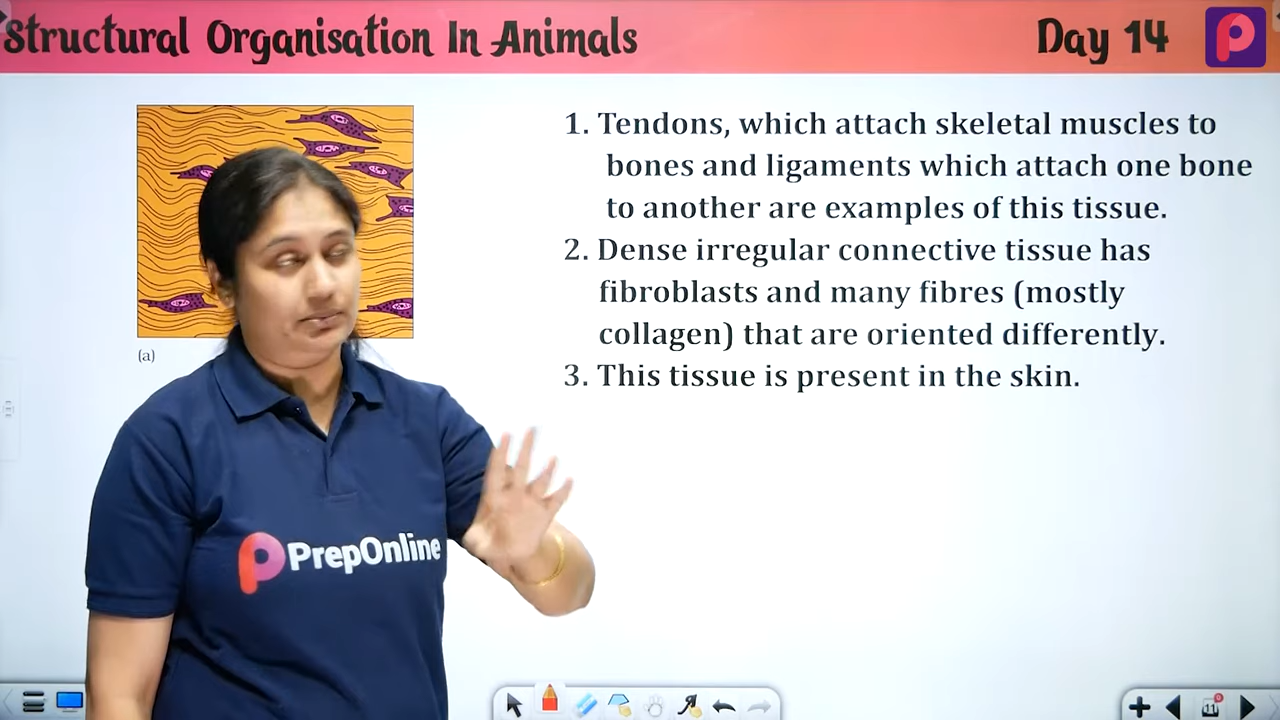 Structural Organisation In Animals
Day 14
1. Tendons, which attach skeletal muscles to
bones and ligaments which attach one bone
to another are examples of this tissue.
2. Dense irregular connective tissue has
fibroblasts and many fibres (mostly
collagen) that are oriented differently.
3. This tissue is present in the skin.
(a)
PrepOnline
11